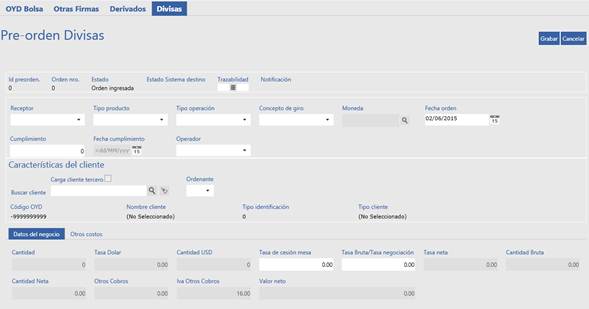 OYD Bolsa Otras Firmas Derivados Divisas
Pre-orden Divisas
Grabar Cancelar
Id preorden. Orden nro. Estado Estado Sistema destino Trazabilidad Notificación
0 0 Orden ingresada
Receptor Tipo producto Tipo operación Concepto de giro Moneda Fecha orden
02/06/2015 15
Cumplimiento Fecha cumplimiento Operador
0 <dd/MM/yyy 15
Características del cliente
Carga cliente tercero Ordenante
Buscar cliente
Código OYD Nombre cliente Tipo identificación Tipo cliente
-9999999999 (No Seleccionado) 0 (No Seleccionado)
Datos del negocio Otros costos
Cantidad Tasa Dolar Cantidad USD Tasa de cesión mesa Tasa Bruta/Tasa negociación Tasa neta Cantidad Bruta
0 0.00 0 0.00 0.00 0 0.00
Cantidad Neta Otros Cobros Iva Otros Cobros Valor neto
0.00 0.00 16.00 0.00